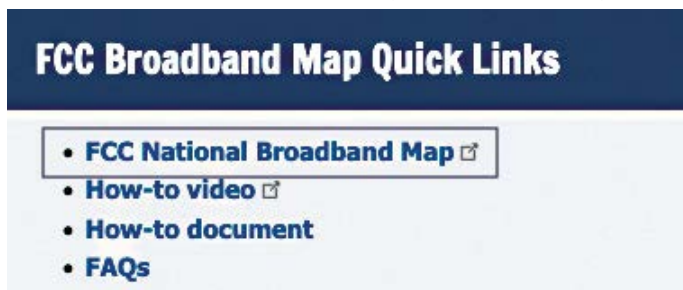 FCC Broadband Map Quick Links
• FCC National Broadband Map
• How-to video
• How-to document
• FAQs